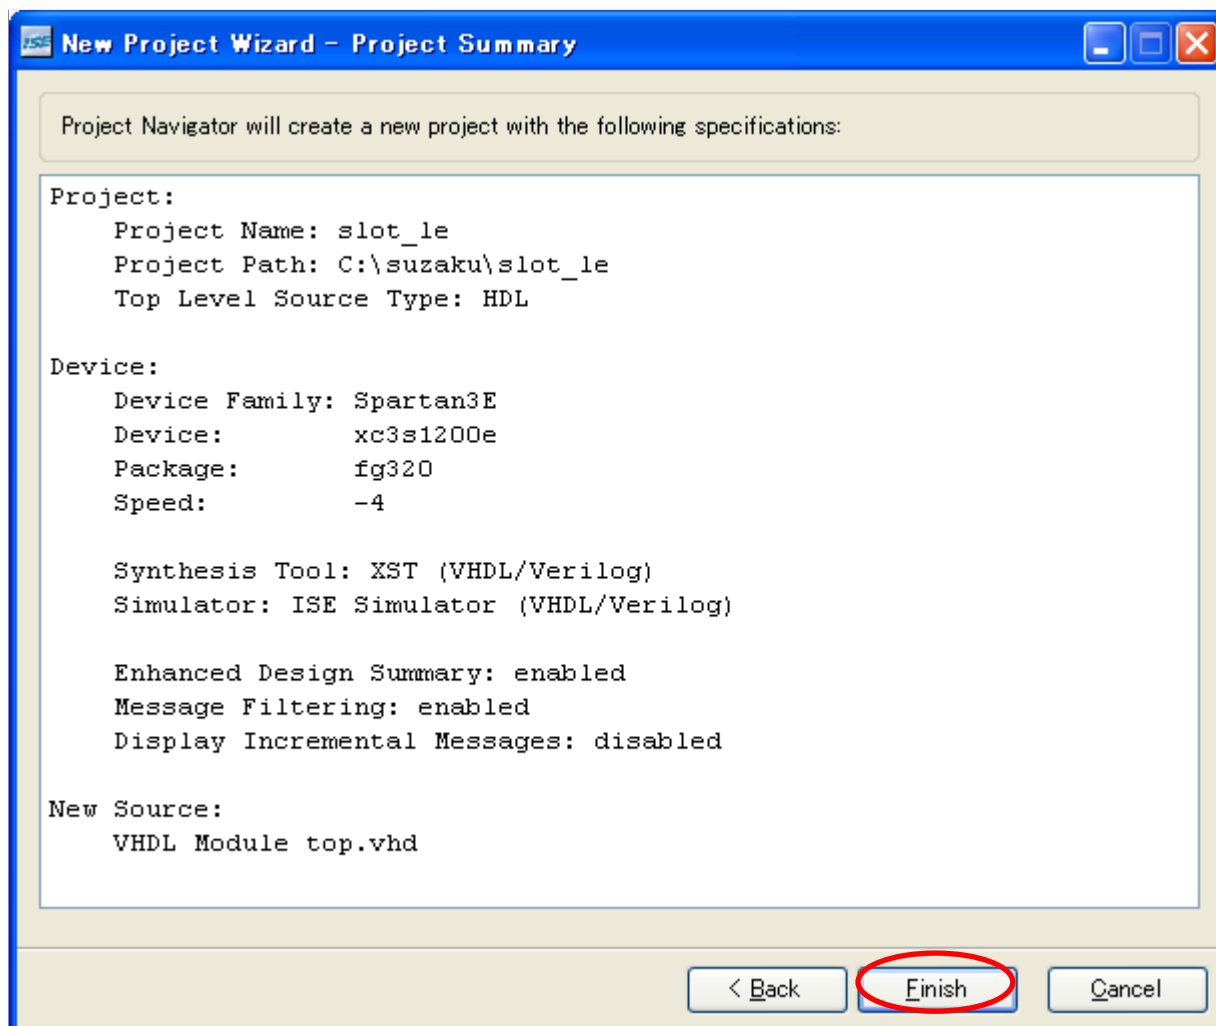 ISE New Project Wizard - Project Summary
Project Navigator will create a new project with the following specifications:
Project:
Project Name: slot_le
Project Path: C:\suzaku\slot_le
Top Level Source Type: HDL
Device:
Device Family: Spartan3E
Device: xc3s1200e
Package: fg320
Speed: -4
Synthesis Tool: XST (VHDL/Verilog)
Simulator: ISE Simulator (VHDL/Verilog)
Enhanced Design Summary: enabled
Message Filtering: enabled
Display Incremental Messages: disabled
New Source:
VHDL Module top.vhd
< Back Finish Cancel